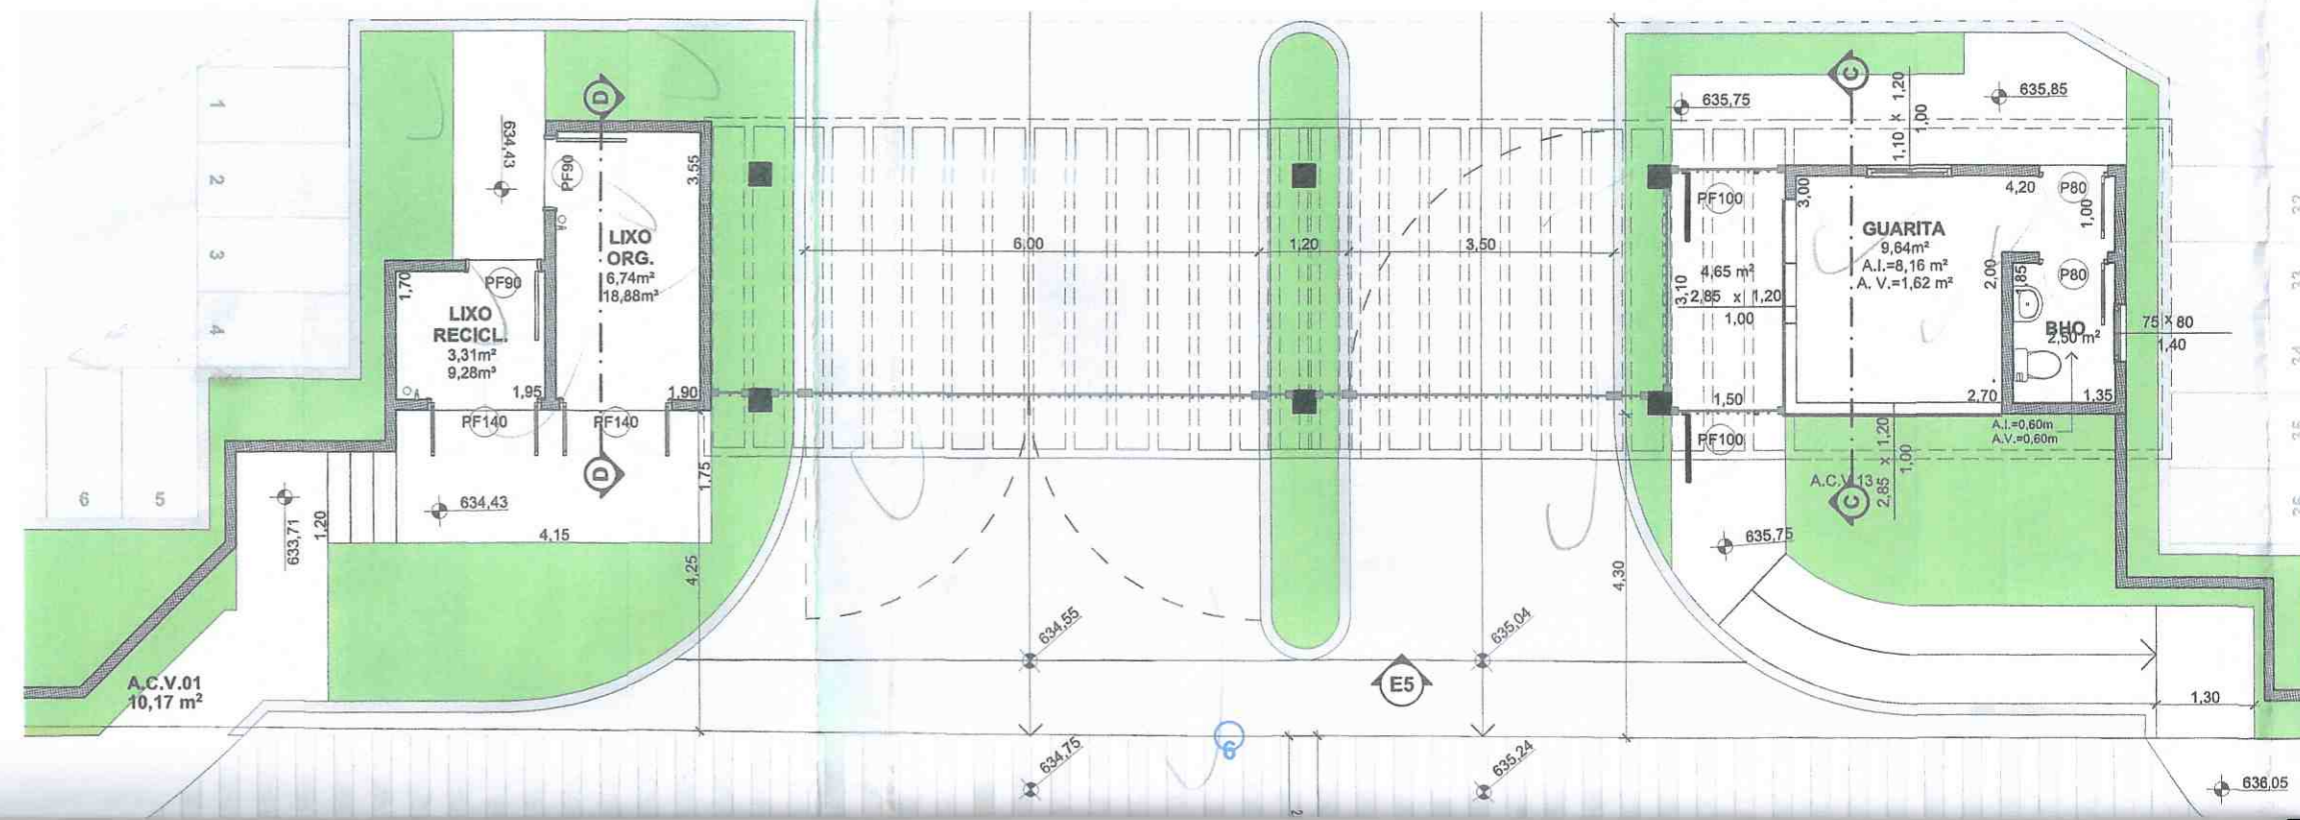 1
2
3
4
6
5
634,43
D
PF90
3,55
LIXO
ORG.
6,74m²
18,88m³
1,70
PF90
LIXO
RECICL.
3,31m²
9,28m³
A
A
1,95
1,90
PF140
PF140
D
1,75
634,43
633,71
1,20
4,15
4,25
A.C.V.01
10,17 m²
6,00
1,20
3,50
634,55
635,04
E5
6
634,75
635,24
2
4,30
635,75
C
1,10 x 1,20
1,00
635,85
PF100
3,00
4,20
P80
1,00
GUARITA
9,64m²
A.I.=8,16 m²
A. V.=1,62 m²
4,65 m²
3,10
2,85 x 1,20
1,00
2,00
1,85
P80
BHO
2,50 m²
75 x 80
1,40
1,50
2,70
1,35
PF100
A.I.=0,60m
A.V.=0,60m
A.C.V.13
2,85 x 1,20
1,00
C
635,75
1,30
636,05
22
23
24
25
26